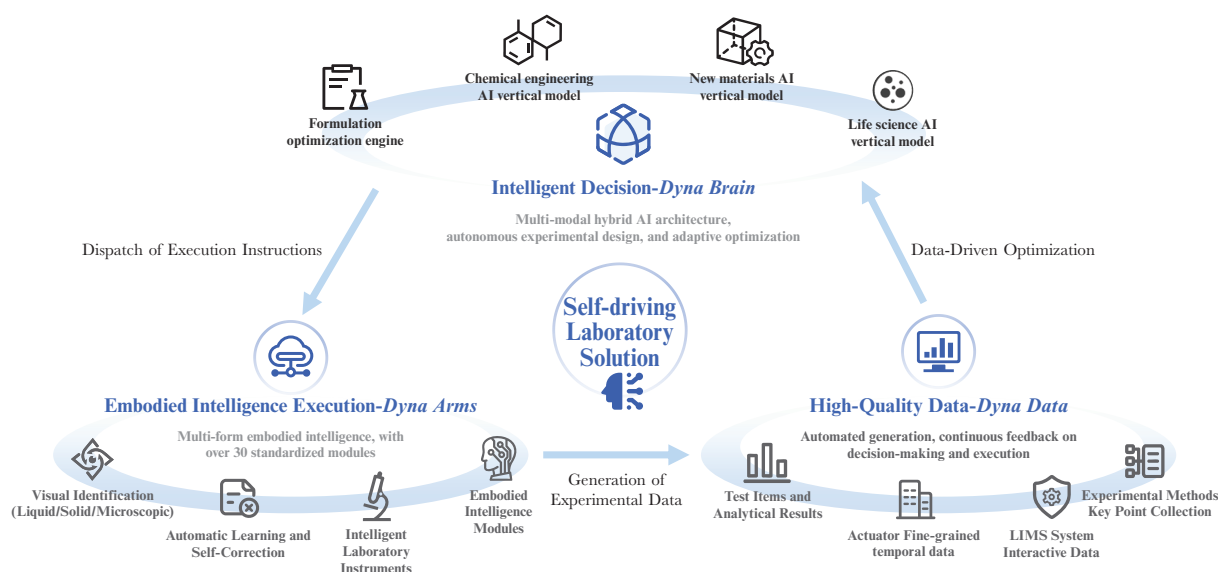 Formulation
optimization engine
Chemical engineering
AI vertical model
New materials AI
vertical model
Life science AI
vertical model
Intelligent Decision-Dyna Brain
Multi-modal hybrid AI architecture,
autonomous experimental design, and adaptive optimization
Dispatch of Execution Instructions
Data-Driven Optimization
Self-driving
Laboratory
Solution
Embodied Intelligence Execution-Dyna Arms
Multi-form embodied intelligence, with
over 30 standardized modules
Visual Identification
(Liquid/Solid/Microscopic)
Automatic Learning and
Self-Correction
Intelligent
Laboratory
Instruments
Embodied
Intelligence
Modules
Generation of
Experimental Data
High-Quality Data-Dyna Data
Automated generation, continuous feedback on
decision-making and execution
Test Items and
Analytical Results
Actuator Fine-grained
temporal data
LIMS System
Interactive Data
Experimental Methods
Key Point Collection